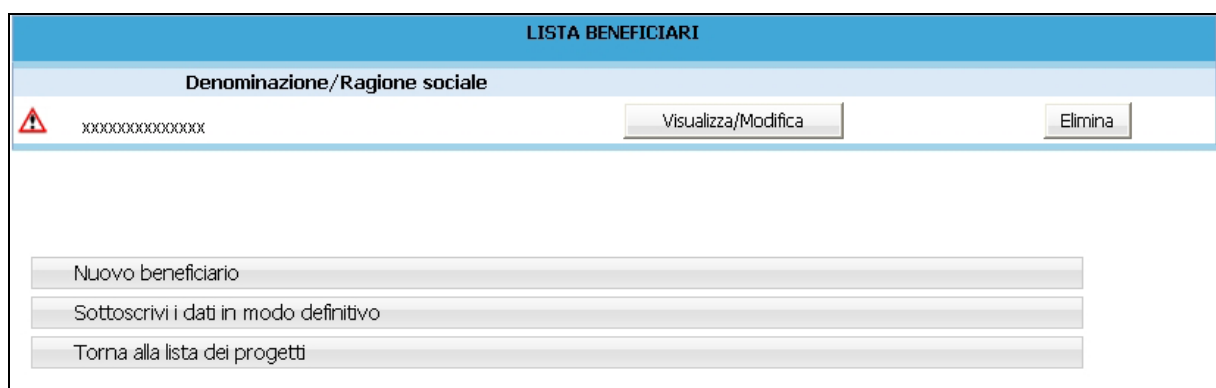 LISTA BENEFICIARI
Denominazione/Ragione sociale
xxxxxxxxxxxxxx Visualizza/Modifica Elimina
Nuovo beneficiario
Sottoscrivi i dati in modo definitivo
Torna alla lista dei progetti